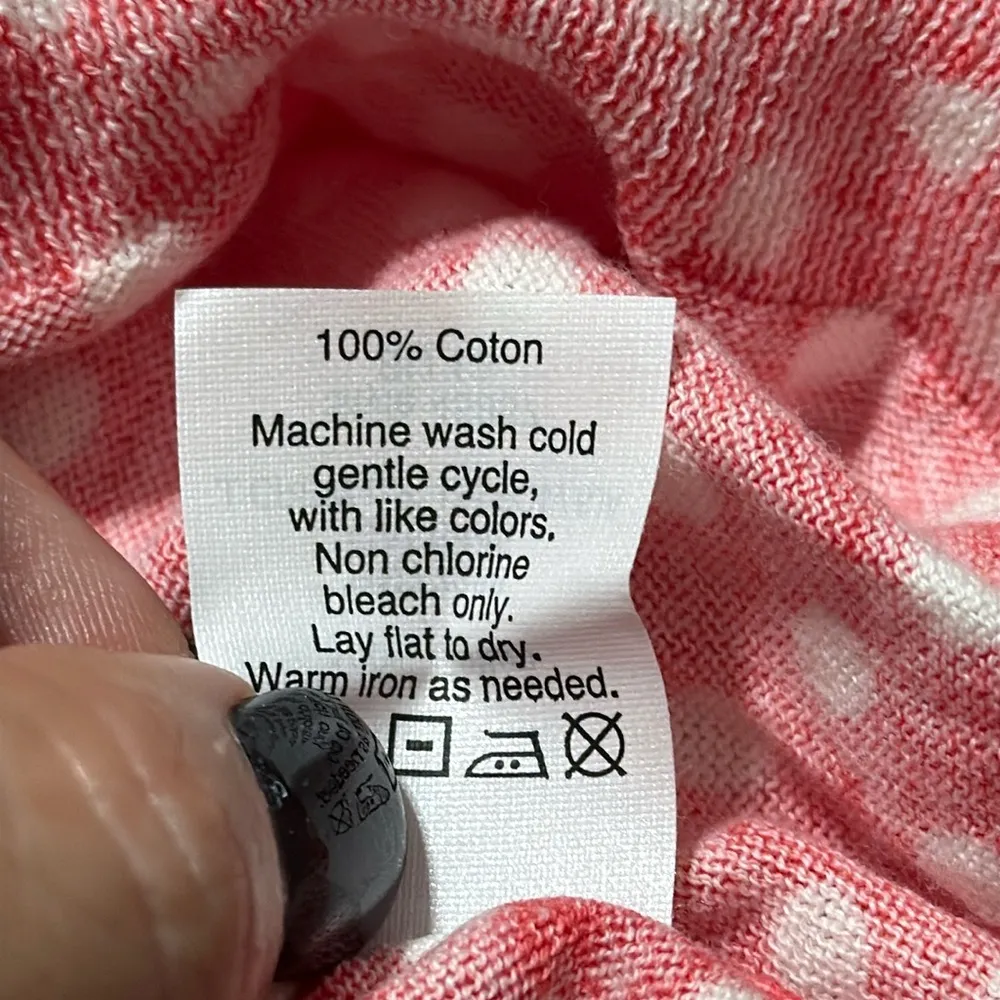 100% Coton
Machine wash cold
gentle cycle,
with like colors.
Non chlorine
bleach only.
Lay flat to dry.
Warm iron as needed.